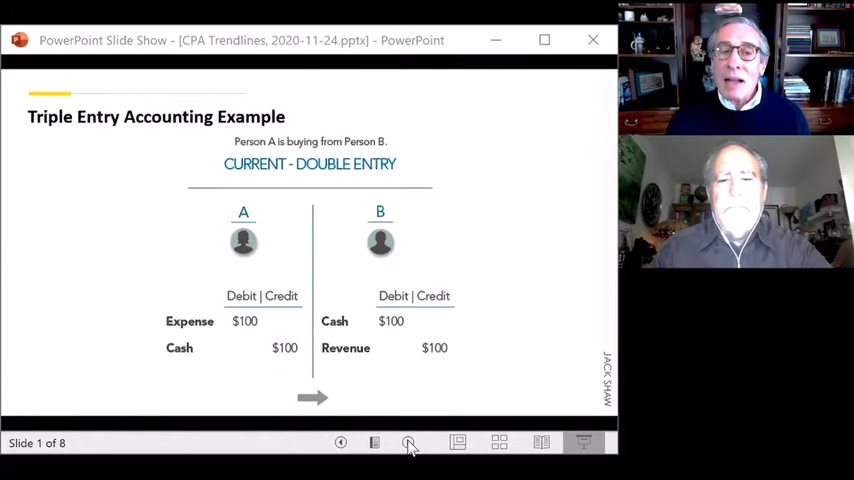 PowerPoint Slide Show - [CPA Trendlines, 2020-11-24.pptx] - PowerPoint
Triple Entry Accounting Example
Person A is buying from Person B.
CURRENT - DOUBLE ENTRY
A
B
Debit | Credit
Debit | Credit
Expense $100
Cash $100
Cash $100
Revenue $100
JACK SHAW
Slide 1 of 8